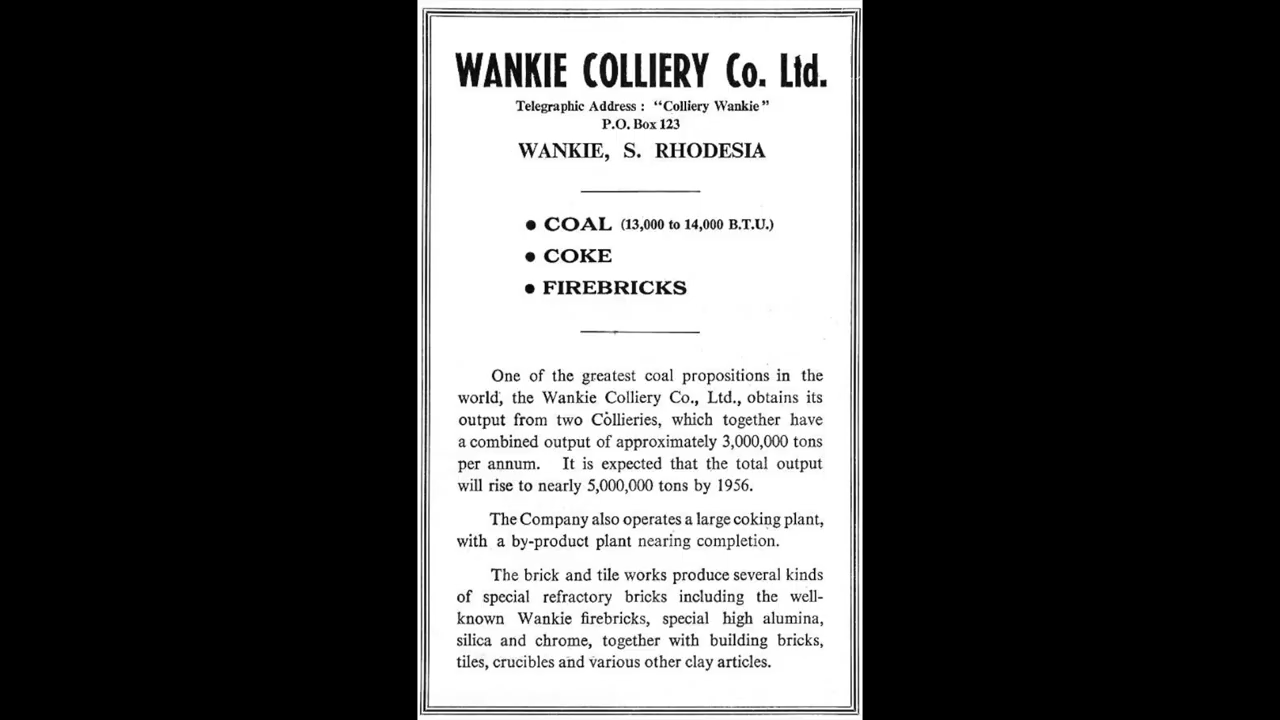 WANKIE COLLIERY Co. Ltd.
Telegraphic Address : "Colliery Wankie"
P.O. Box 123
WANKIE, S. RHODESIA
• COAL (13,000 to 14,000 B.T.U.)
• COKE
• FIREBRICKS
One of the greatest coal propositions in the
world, the Wankie Colliery Co., Ltd., obtains its
output from two Collieries, which together have
a combined output of approximately 3,000,000 tons
per annum. It is expected that the total output
will rise to nearly 5,000,000 tons by 1956.
The Company also operates a large coking plant,
with a by-product plant nearing completion.
The brick and tile works produce several kinds
of special refractory bricks including the well-
known Wankie firebricks, special high alumina,
silica and chrome, together with building bricks,
tiles, crucibles and various other clay articles.